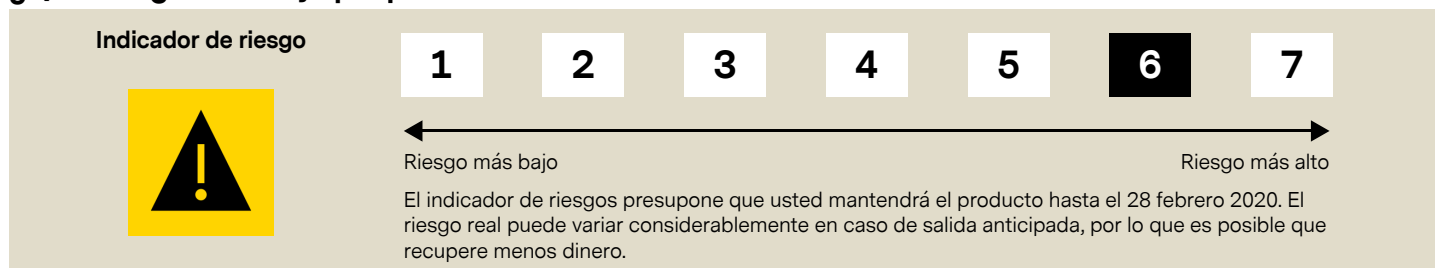 Indicador de riesgo
1 2 3 4 5 6 7
Riesgo más bajo Riesgo más alto
El indicador de riesgos presupone que usted mantendrá el producto hasta el 28 febrero 2020. El
riesgo real puede variar considerablemente en caso de salida anticipada, por lo que es posible que
recupere menos dinero.